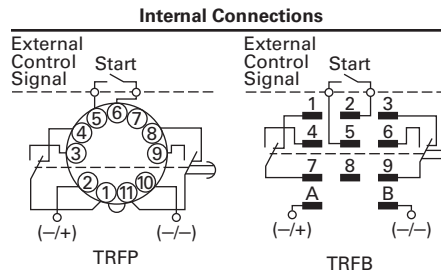 Internal Connections
External
Control
Signal
Start
6
5 7
4 8
3 9
2 10
1 11
(–/+) (–/–)
TRFP
External
Control
Signal
Start
1 2 3
4 5 6
7 8 9
A B
(–/+) (–/–)
TRFB